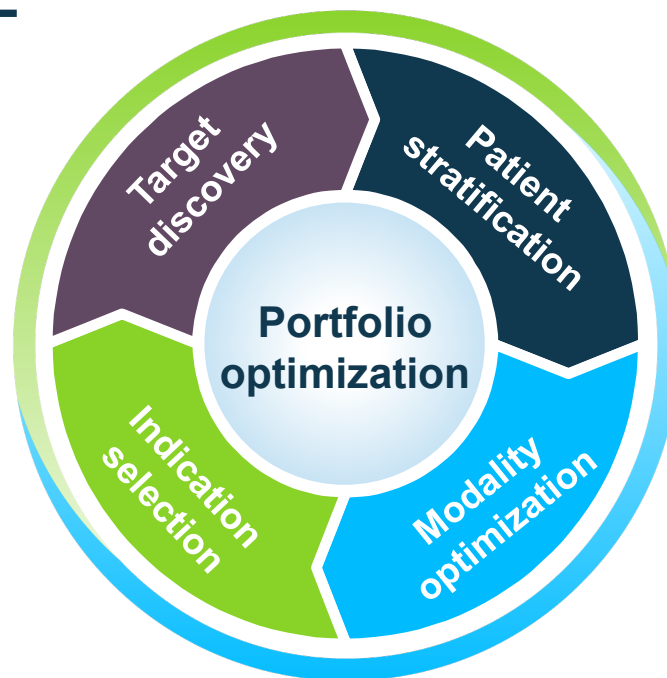 Target
discovery
Patient
stratification
Portfolio
optimization
Indication
selection
Modality
optimization